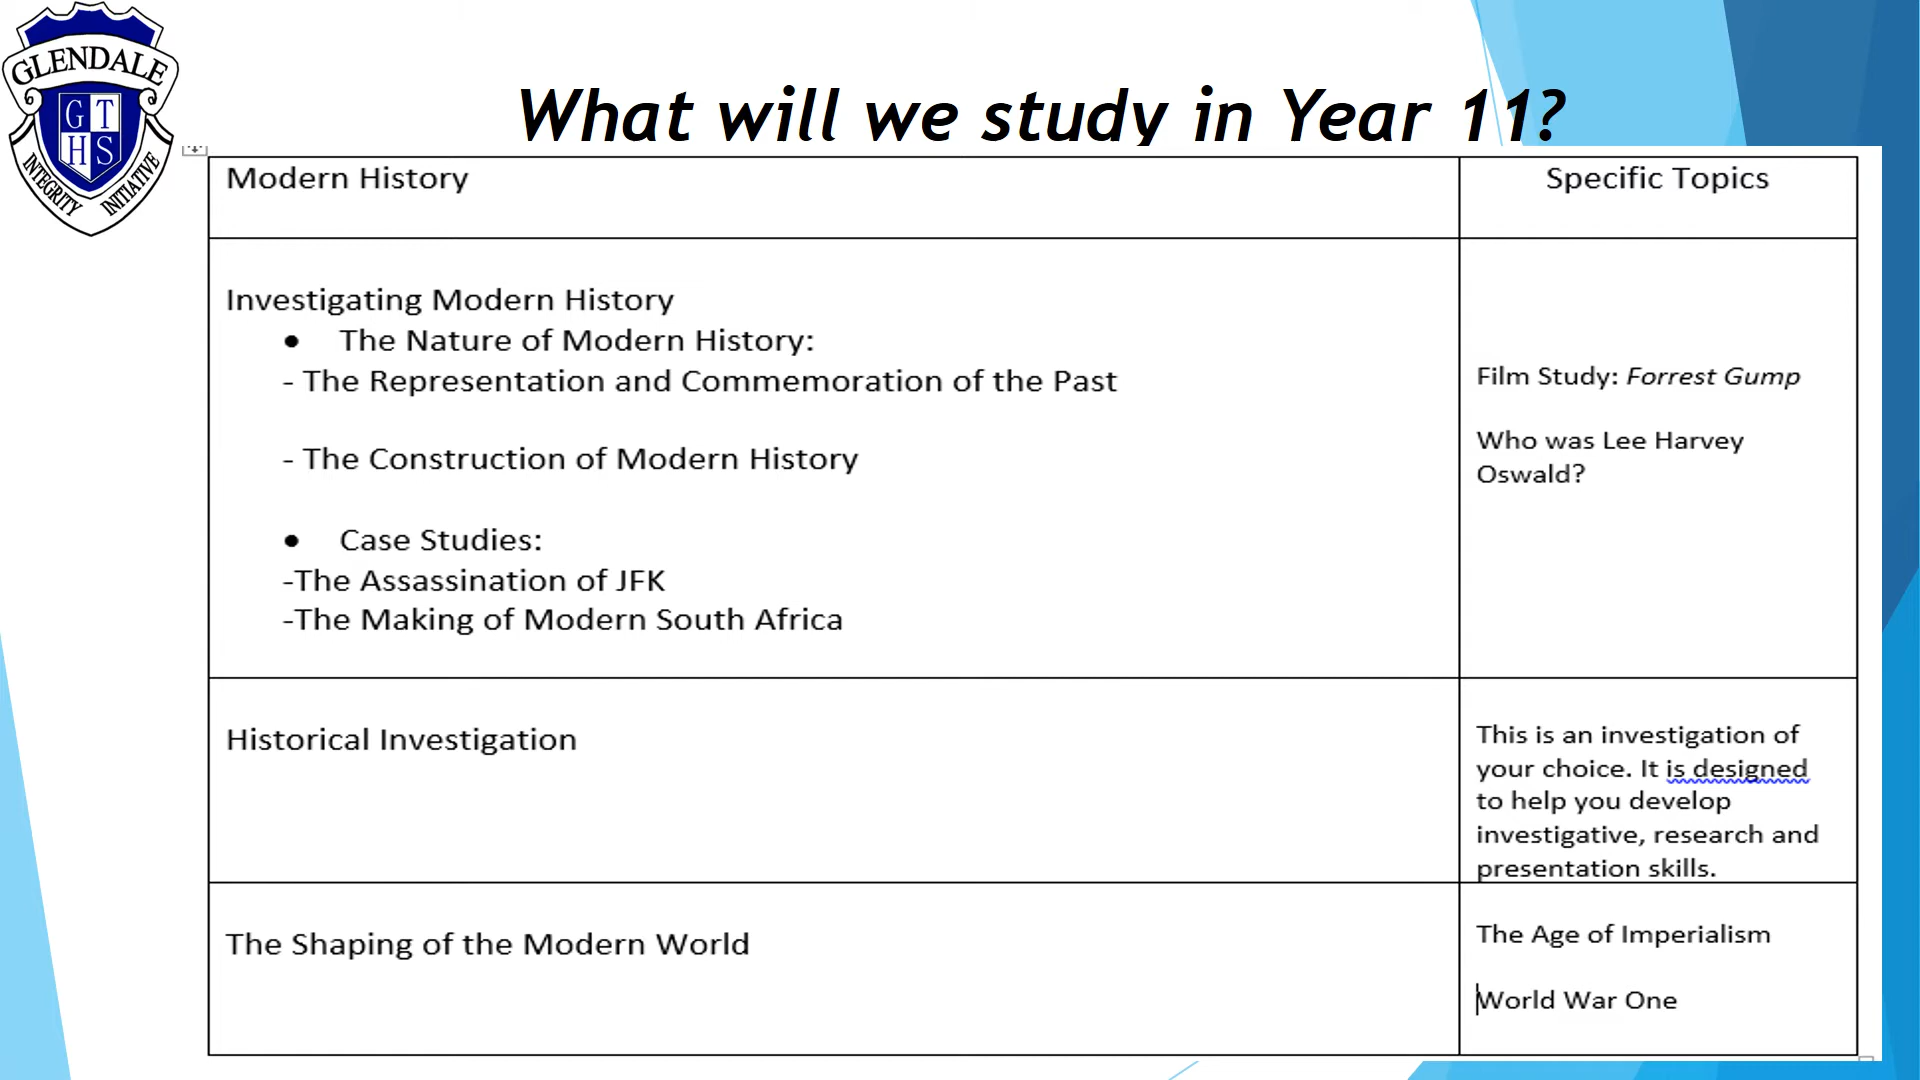 GLENDALE
G T
H S
INTEGRITY INITIATIVE
What will we study in Year 11?
Modern History
Specific Topics
Investigating Modern History
• The Nature of Modern History:
- The Representation and Commemoration of the Past
- The Construction of Modern History
• Case Studies:
-The Assassination of JFK
-The Making of Modern South Africa
Film Study: Forrest Gump
Who was Lee Harvey
Oswald?
Historical Investigation
This is an investigation of
your choice. It is designed
to help you develop
investigative, research and
presentation skills.
The Shaping of the Modern World
The Age of Imperialism
World War One